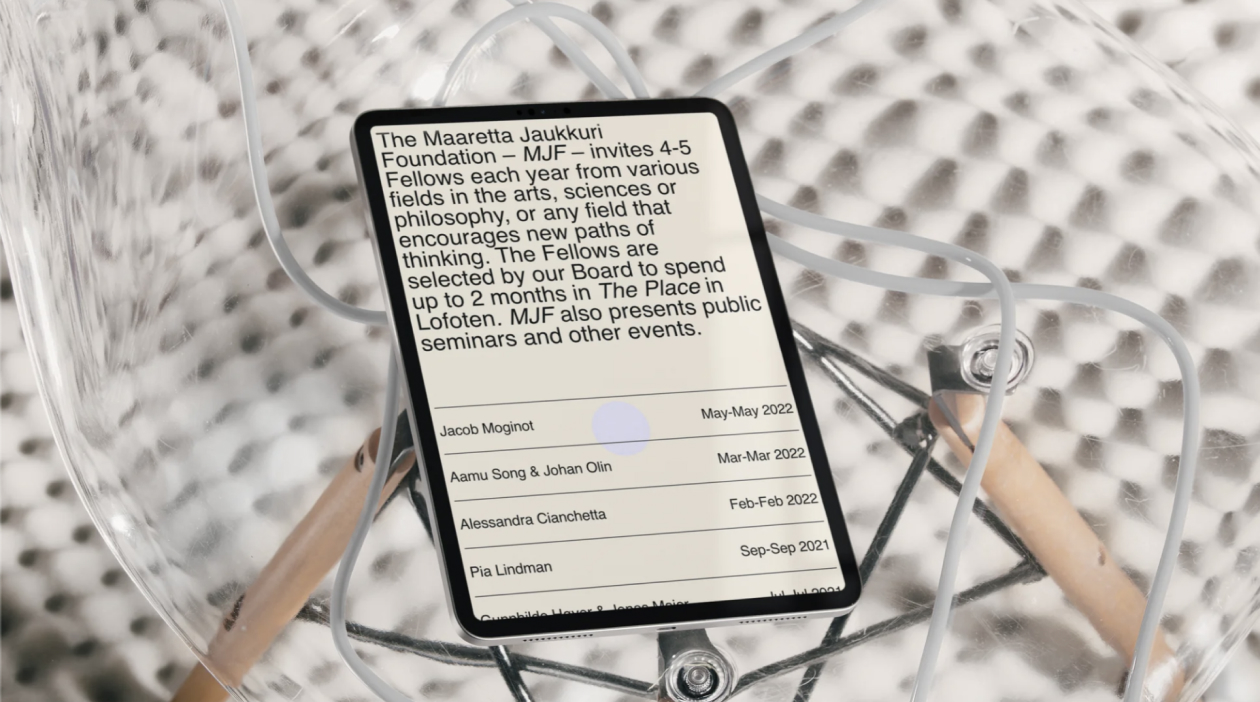 The Maaretta Jaukkuri
Foundation – MJF – invites 4-5
Fellows each year from various
fields in the arts, sciences or
philosophy, or any field that
encourages new paths of
thinking. The Fellows are
selected by our Board to spend
up to 2 months in The Place in
Lofoten. MJF also presents public
seminars and other events.
Jacob Moginot May-May 2022
Aamu Song & Johan Olin Mar-Mar 2022
Alessandra Cianchetta Feb-Feb 2022
Pia Lindman Sep-Sep 2021
& Jul-Jul 2021